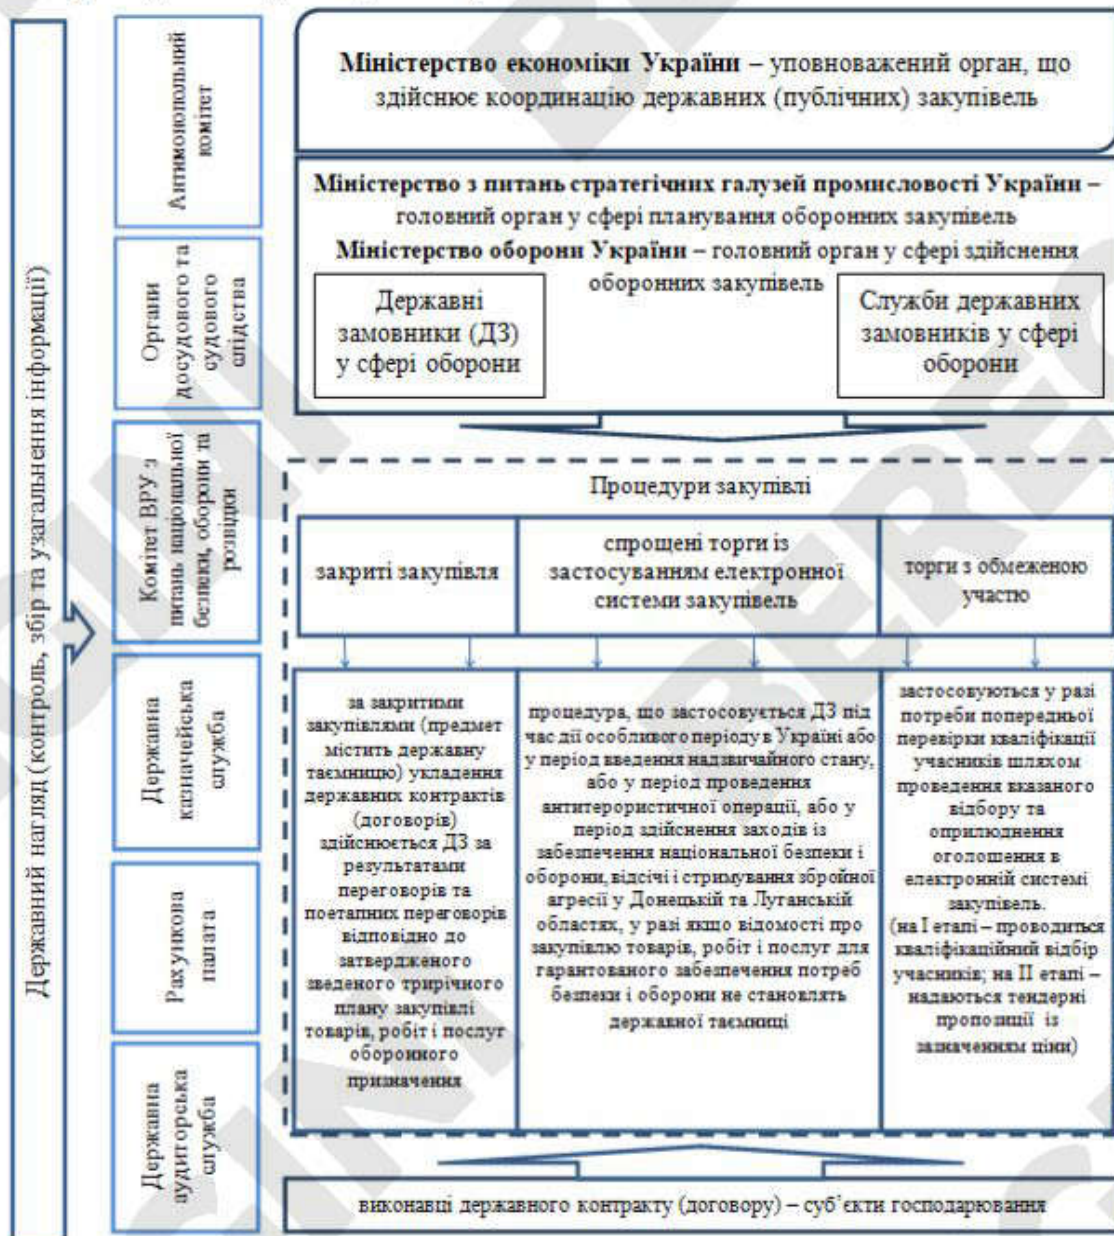 Державний нагляд (контроль, збір та узагальнення інформації)
Антимонопольний
комітет
Органи
досудового та
судового
слідства
Комітет ВРУ з
питань національної
безпеки, оборони та
розвідки
Державна
казначейська
служба
Рахункова
палата
Державна
аудиторська
служба
Міністерство економіки України – уповноважений орган, що
здійснює координацію державних (публічних) закупівель
Міністерство з питань стратегічних галузей промисловості України –
головний орган у сфері планування оборонних закупівель
Міністерство оборони України – головний орган у сфері здійснення
оборонних закупівель
Державні
замовники (ДЗ)
у сфері оборони
Служби державних
замовників у сфері
оборони
Процедури закупівлі
закриті закупівля
спрощені торги із
застосуванням електронної
системи закупівель
торги з обмеженою
участю
за закритими
закупівлями (предмет
містить державну
таємницю) укладення
державних контрактів
(договорів)
здійснюється ДЗ за
результатами
переговорів та
поетапних переговорів
відповідно до
затвердженого
зведеного трирічного
плану закупівлі
товарів, робіт і послуг
оборонного
призначення
процедура, що застосовується ДЗ під
час дії особливого періоду в Україні або
у період введення надзвичайного стану,
або у період проведення
антитерористичної операції, або у
період здійснення заходів із
забезпечення національної безпеки і
оборони, відсічі і стримування збройної
агресії у Донецькій та Луганській
областях, у разі якщо відомості про
закупівлю товарів, робіт і послуг для
гарантованого забезпечення потреб
безпеки і оборони не становлять
державної таємниці
застосовуються у разі
потреби попередньої
перевірки кваліфікації
учасників шляхом
проведення вказаного
відбору та
оприлюднення
оголошення в
електронній системі
закупівель.
(на І етапі – проводиться
кваліфікаційний відбір
учасників; на ІІ етапі –
надаються тендерні
пропозиції із
зазначенням ціни)
виконавці державного контракту (договору) – суб’єкти господарювання